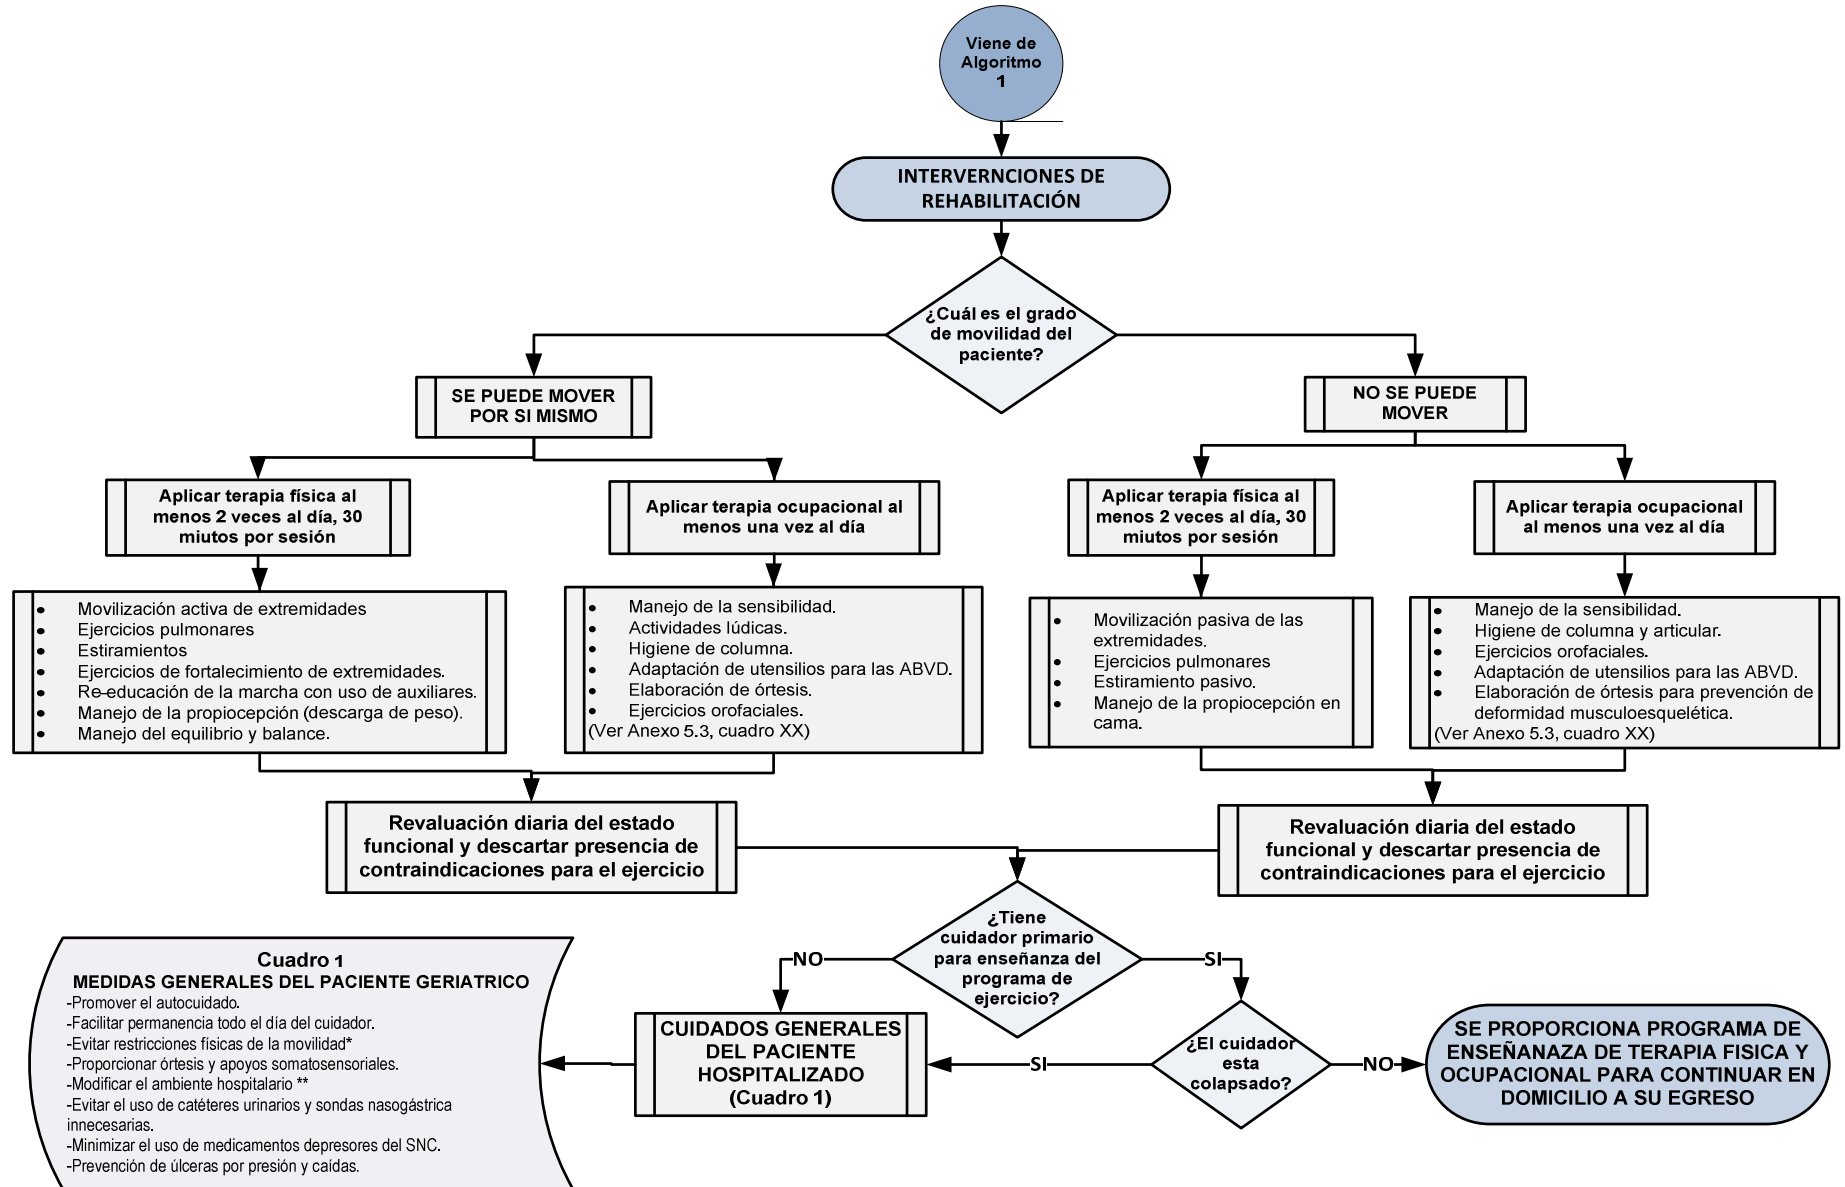 Viene de
Algoritmo
1
INTERVERNCIONES DE
REHABILITACIÓN
¿Cuál es el grado
de movilidad del
paciente?
SE PUEDE MOVER
POR SI MISMO
NO SE PUEDE
MOVER
Aplicar terapia física al
menos 2 veces al día, 30
miutos por sesión
Aplicar terapia ocupacional al
menos una vez al día
Aplicar terapia física al
menos 2 veces al día, 30
miutos por sesión
Aplicar terapia ocupacional
al menos una vez al día
• Movilización activa de extremidades
• Ejercicios pulmonares
• Estiramientos
• Ejercicios de fortalecimiento de extremidades.
• Re-educación de la marcha con uso de auxiliares.
• Manejo de la propiocepción (descarga de peso).
• Manejo del equilibrio y balance.
• Manejo de la sensibilidad.
• Actividades lúdicas.
• Higiene de columna.
• Adaptación de utensilios para las ABVD.
• Elaboración de órtesis.
• Ejercicios orofaciales.
(Ver Anexo 5.3, cuadro XX)
• Movilización pasiva de las
extremidades.
• Ejercicios pulmonares
• Estiramiento pasivo.
• Manejo de la propiocepción en
cama.
• Manejo de la sensibilidad.
• Higiene de columna y articular.
• Ejercicios orofaciales.
• Adaptación de utensilios para las ABVD.
• Elaboración de órtesis para prevención de
deformidad musculoesquelética.
(Ver Anexo 5.3, cuadro XX)
Revaluación diaria del estado
funcional y descartar presencia de
contraindicaciones para el ejercicio
Revaluación diaria del estado
funcional y descartar presencia de
contraindicaciones para el ejercicio
¿Tiene
cuidador primario
para enseñanza del
programa de
ejercicio?
NO
SI
Cuadro 1
MEDIDAS GENERALES DEL PACIENTE GERIATRICO
-Promover el autocuidado.
-Facilitar permanencia todo el día del cuidador.
-Evitar restricciones físicas de la movilidad*
-Proporcionar órtesis y apoyos somatosensoriales.
-Modificar el ambiente hospitalario **
-Evitar el uso de catéteres urinarios y sondas nasogástrica
innecesarias.
-Minimizar el uso de medicamentos depresores del SNC.
-Prevención de úlceras por presión y caídas.
CUIDADOS GENERALES
DEL PACIENTE
HOSPITALIZADO
(Cuadro 1)
SI
¿El cuidador
esta
colapsado?
NO
SE PROPORCIONA PROGRAMA DE
ENSEÑANAZA DE TERAPIA FISICA Y
OCUPACIONAL PARA CONTINUAR EN
DOMICILIO A SU EGRESO